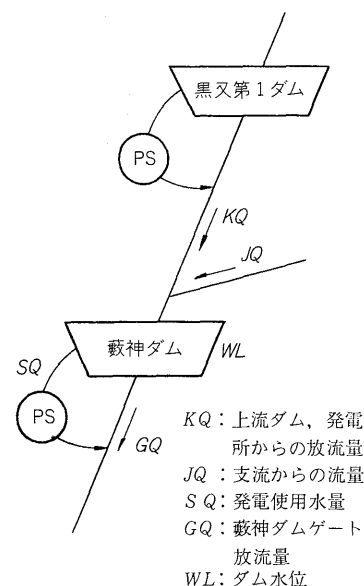 黒又第1ダム
PS
KQ
JQ
藪神ダム
WL
SQ
PS
GQ
KQ：上流ダム，発電
所からの放流量
JQ：支流からの流量
SQ：発電使用水量
GQ：藪神ダムゲート
放流量
WL：ダム水位